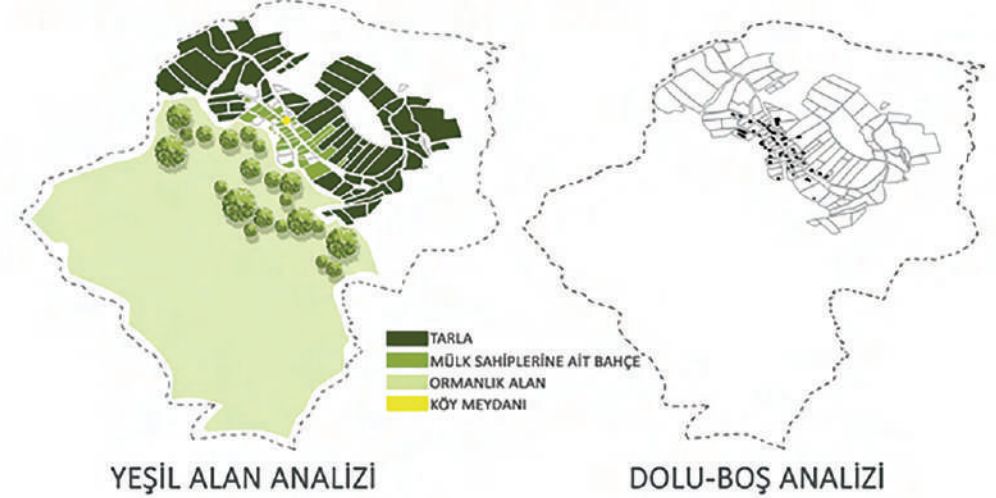 TARLA
MÜLK SAHİPLERİNE AİT BAHÇE
ORMANLIK ALAN
KÖY MEYDANI
YEŞİL ALAN ANALİZİ
DOLU-BOŞ ANALİZİ